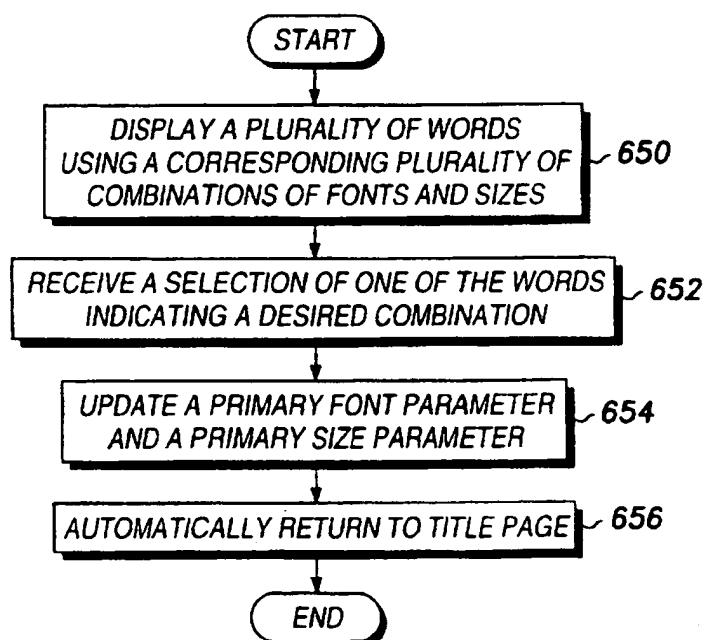 START
DISPLAY A PLURALITY OF WORDS
USING A CORRESPONDING PLURALITY OF
COMBINATIONS OF FONTS AND SIZES
650
RECEIVE A SELECTION OF ONE OF THE WORDS
INDICATING A DESIRED COMBINATION
652
UPDATE A PRIMARY FONT PARAMETER
AND A PRIMARY SIZE PARAMETER
654
AUTOMATICALLY RETURN TO TITLE PAGE
656
END